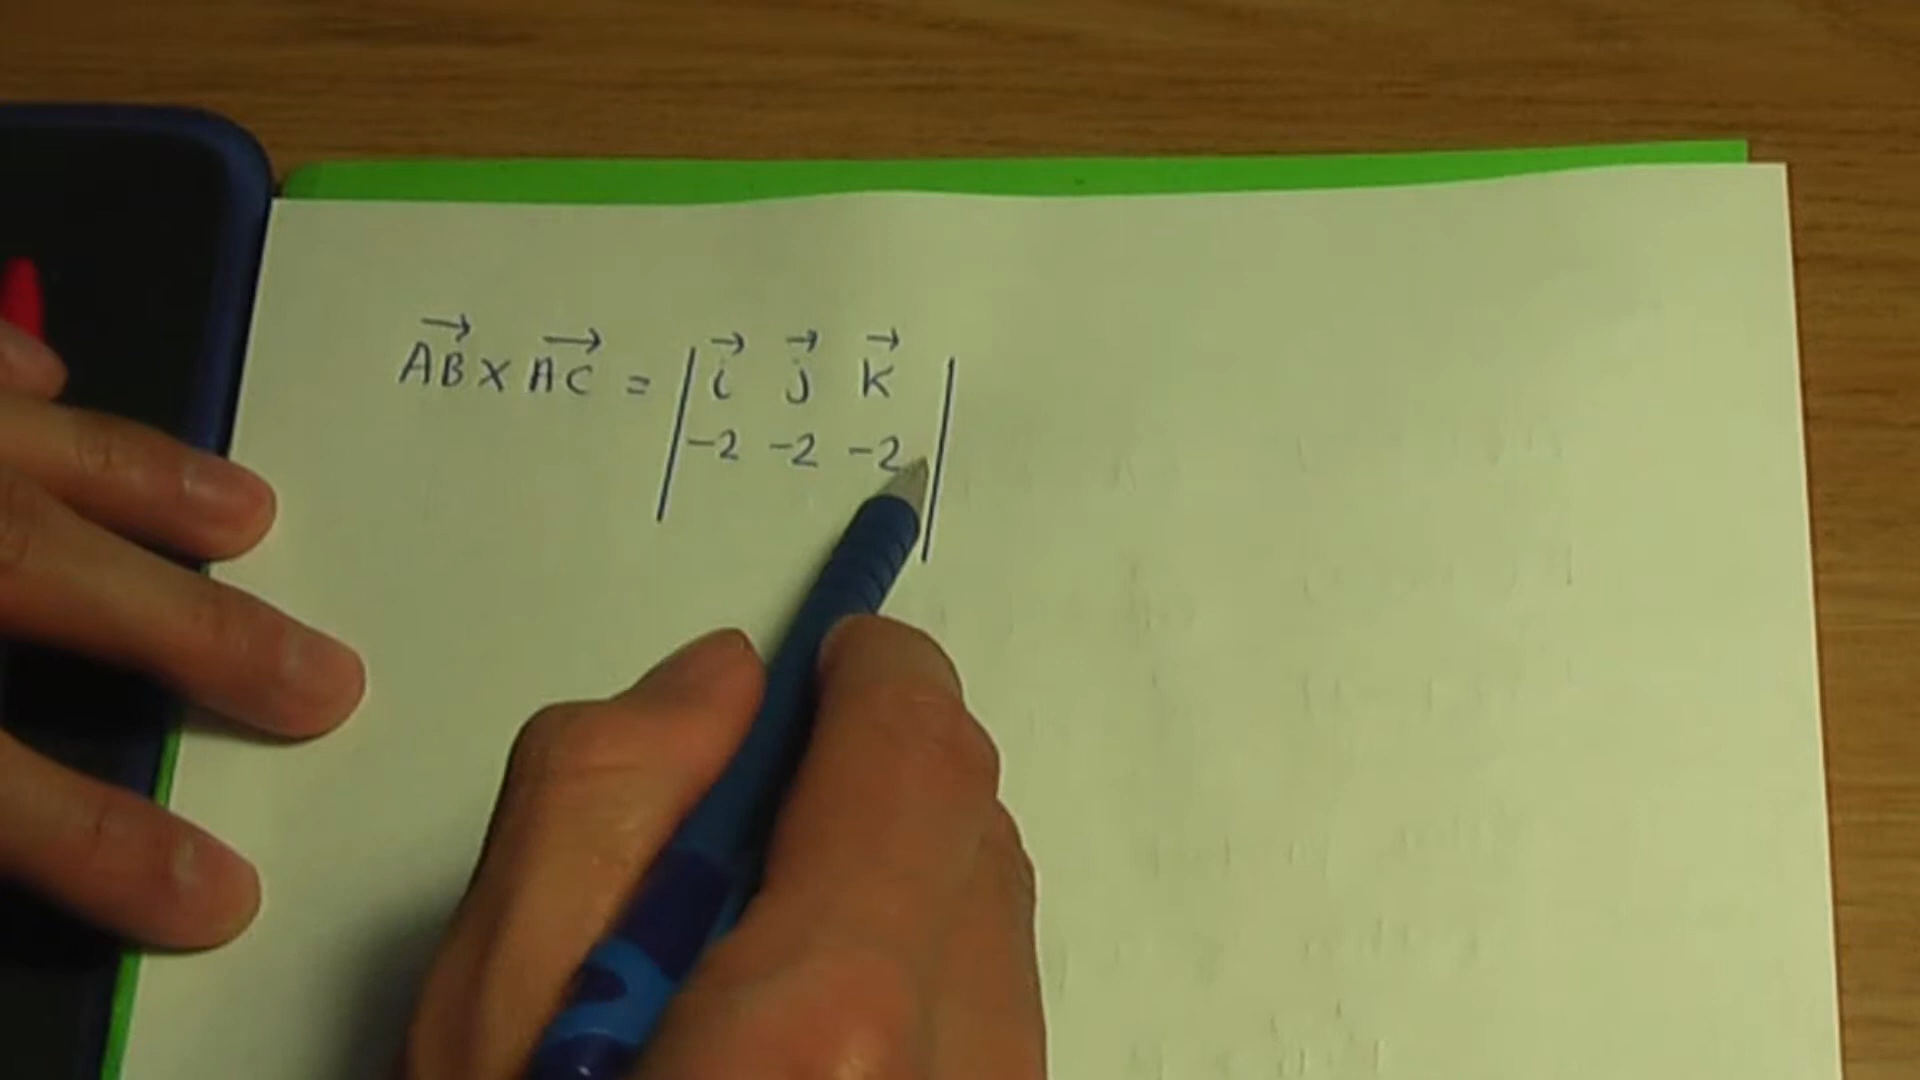 → → → → →
AB x AC = | i j k |
-2 -2 -2